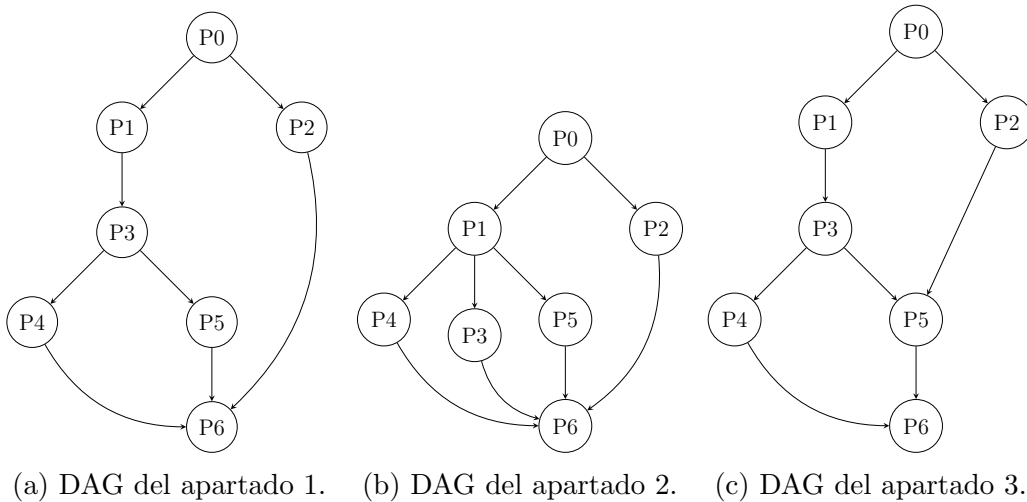 P0
P1
P2
P3
P4
P5
P6
(a) DAG del apartado 1.
P0
P1
P2
P4
P3
P5
P6
(b) DAG del apartado 2.
P0
P1
P2
P3
P4
P5
P6
(c) DAG del apartado 3.